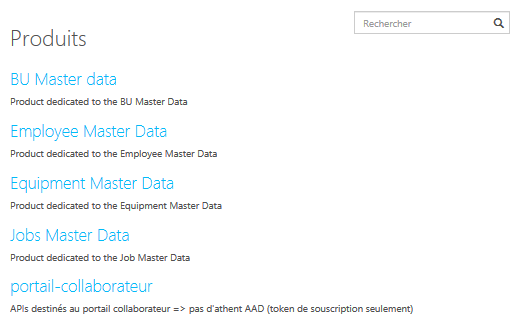 Rechercher
Produits
BU Master data
Product dedicated to the BU Master Data
Employee Master Data
Product dedicated to the Employee Master Data
Equipment Master Data
Product dedicated to the Equipment Master Data
Jobs Master Data
Product dedicated to the Job Master Data
portail-collaborateur
APIs destinés au portail collaborateur => pas d'athent AAD (token de souscription seulement)